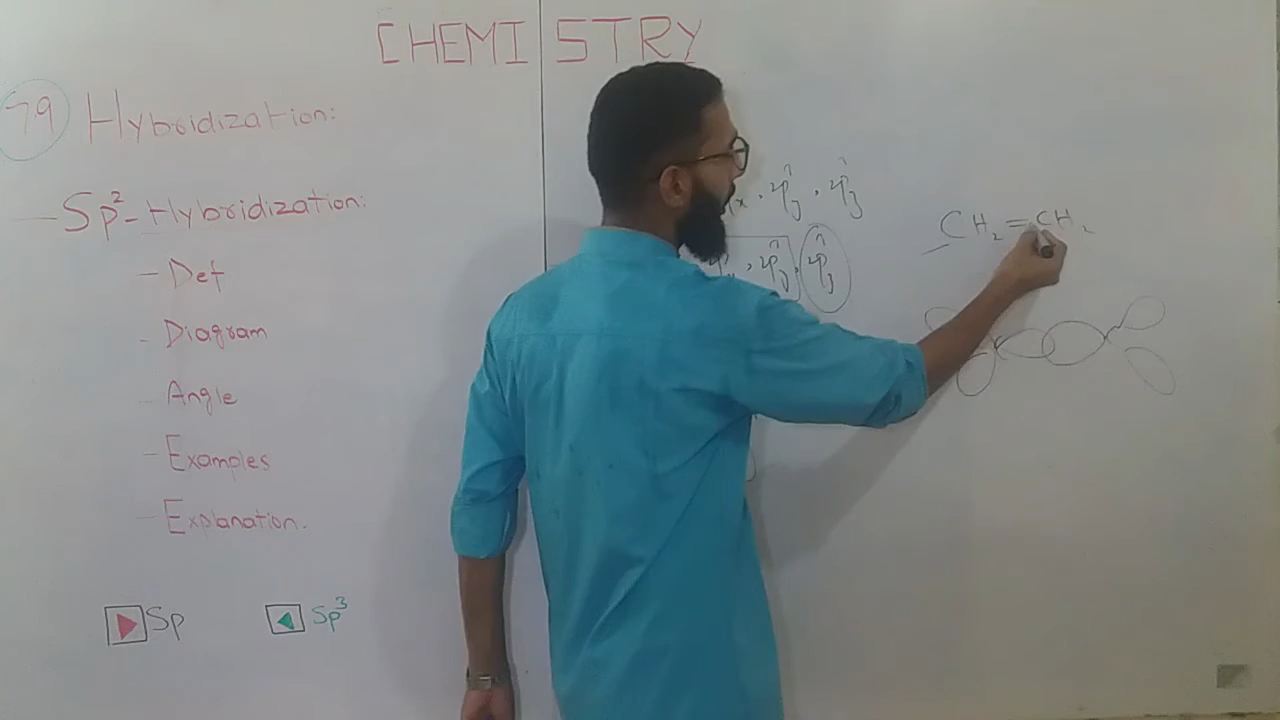 CHEMISTRY
79 Hybridization:
Sp²-Hybridization:
- Def
- Diagram
- Angle
- Examples
- Explanation.
Sp
Sp³
CH₂=CH₂